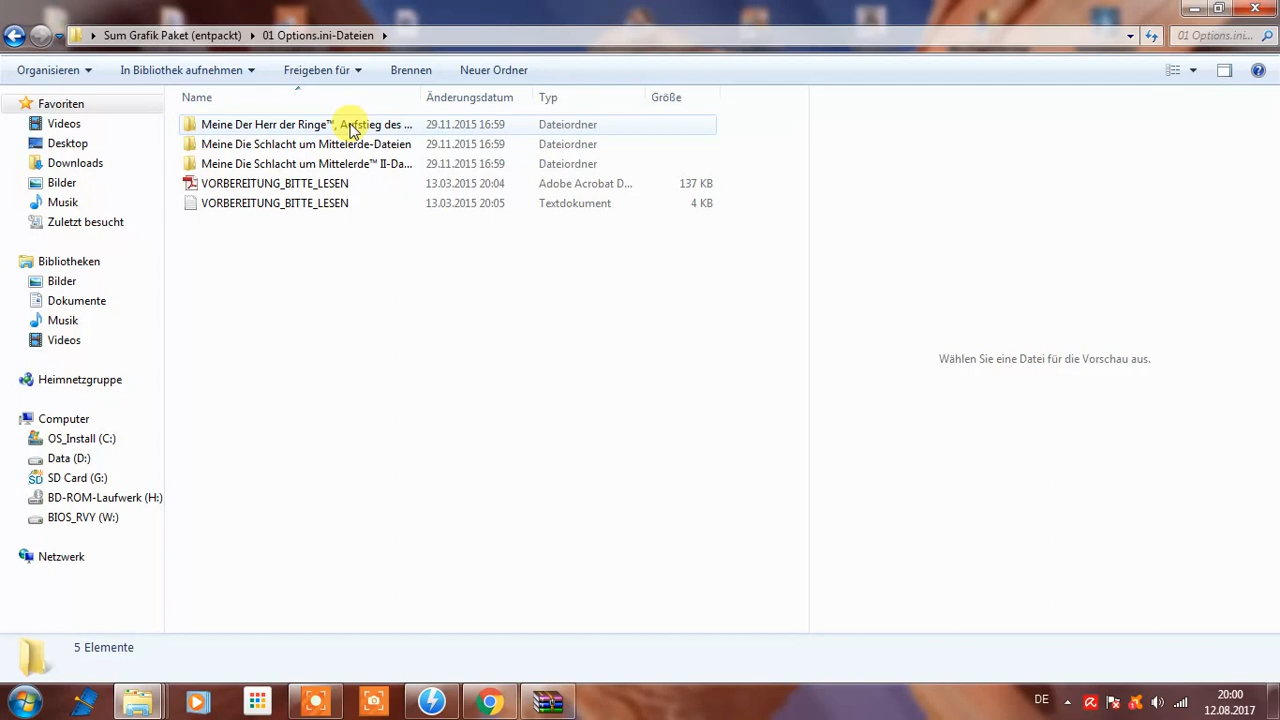 Sum Grafik Paket (entpackt) 01 Options.ini-Dateien 01 Options.ini...
Organisieren In Bibliothek aufnehmen Freigeben für Brennen Neuer Ordner
Name Änderungsdatum Typ Größe
Meine Der Herr der Ringe™, Aufstieg des ... 29.11.2015 16:59 Dateiordner
Meine Die Schlacht um Mittelerde-Dateien 29.11.2015 16:59 Dateiordner
Meine Die Schlacht um Mittelerde™ II-Da... 29.11.2015 16:59 Dateiordner
VORBEREITUNG_BITTE_LESEN 13.03.2015 20:04 Adobe Acrobat D... 137 KB
VORBEREITUNG_BITTE_LESEN 13.03.2015 20:05 Textdokument 4 KB
Favoriten
Videos
Desktop
Downloads
Bilder
Musik
Zuletzt besucht
Bibliotheken
Bilder
Dokumente
Musik
Videos
Heimnetzgruppe
Computer
OS_Install (C:)
Data (D:)
SD Card (G:)
BD-ROM-Laufwerk (H:)
BIOS_RVY (W:)
Netzwerk
Wählen Sie eine Datei für die Vorschau aus.
5 Elemente
DE
20:00
12.08.2017